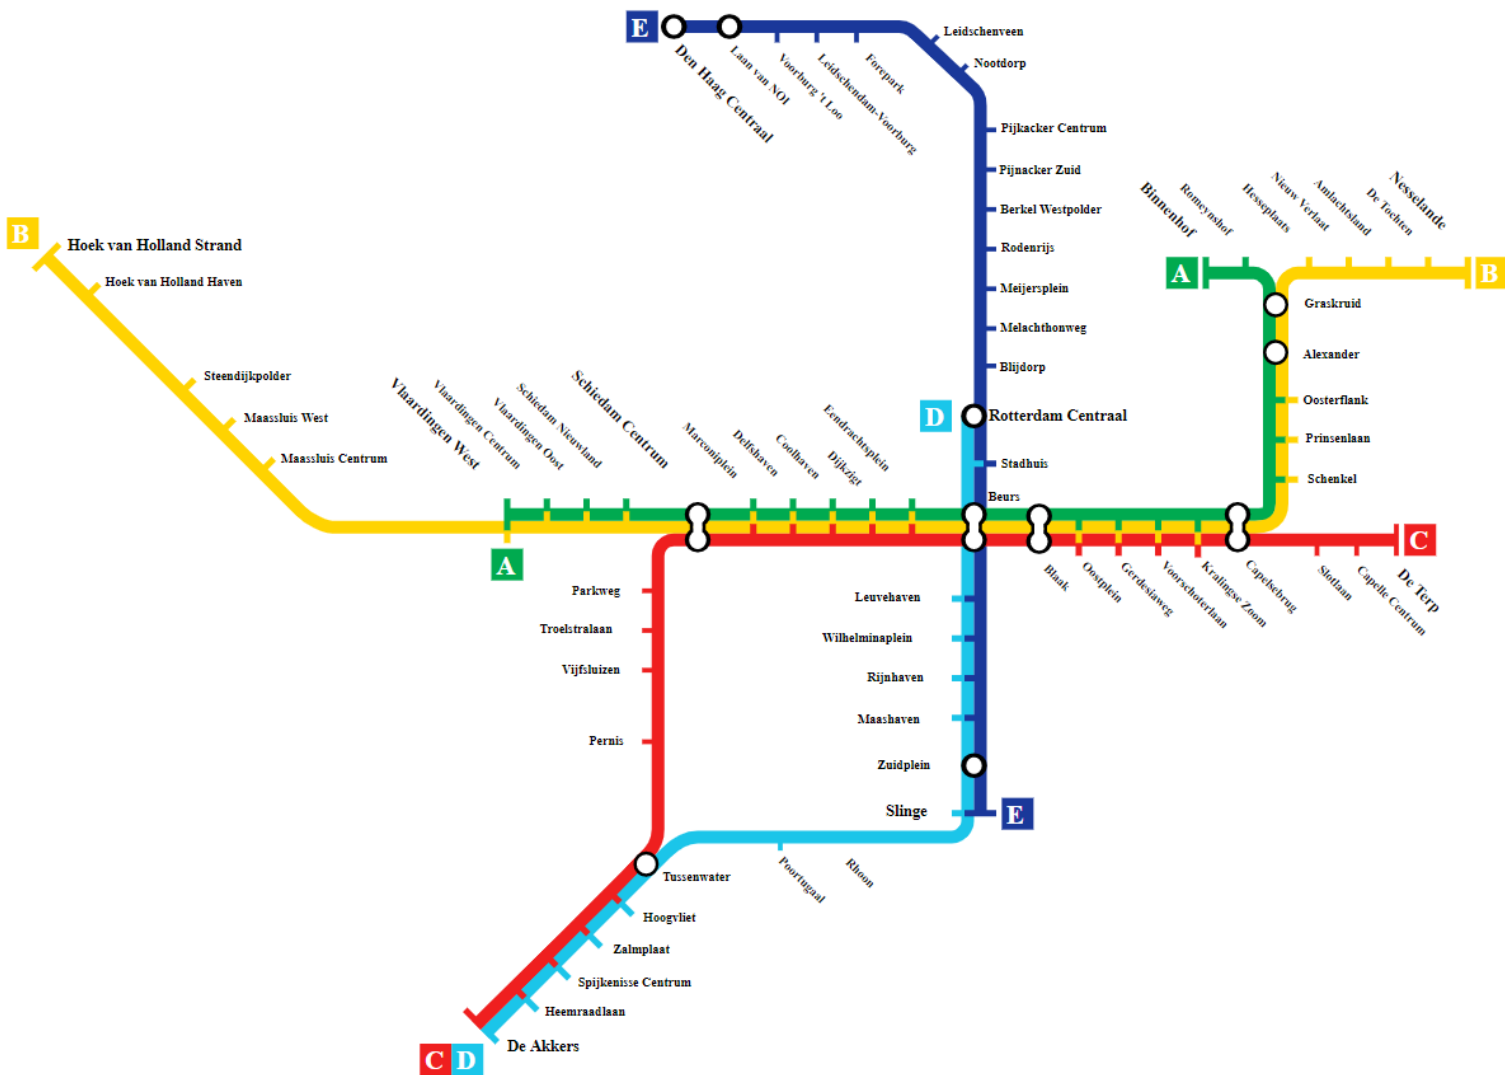 E
Den Haag Centraal
Laan van NOI
Voorburg 't Loo
Leidschendam-Voorburg
Forepark
Leidschenveen
Nootdorp
Pijkacker Centrum
Pijnacker Zuid
Berkel Westpolder
Rodenrijs
Meijersplein
Melachthonweg
Blijdorp
D
Rotterdam Centraal
Stadhuis
Beurs
B
Hoek van Holland Strand
Hoek van Holland Haven
Steendijkpolder
Maassluis West
Maassluis Centrum
Vlaardingen West
Vlaardingen Centrum
Vlaardingen Oost
Schiedam Nieuwland
Schiedam Centrum
Marconiplein
Delfshaven
Coolhaven
Dijkzigt
Eendrachtsplein
A
Binnenhof
Romeynshof
Hesseplaats
Nieuw Verlaat
Amlachtsland
De Tochten
Nesselande
A
B
Graskruid
Alexander
Oosterflank
Prinsenlaan
Schenkel
C
Blaak
Oostplein
Gerdesiaweg
Voorschoterlaan
Kralingse Zoom
Capelsebrug
Slotlaan
Capelle Centrum
De Terp
Parkweg
Troelstralaan
Vijfsluizen
Pernis
Leuvehaven
Wilhelminaplein
Rijnhaven
Maashaven
Zuidplein
Slinge
E
Poortugaal
Rhoon
Tussenwater
Hoogvliet
Zalmplaat
Spijkenisse Centrum
Heemraadlaan
De Akkers
C D